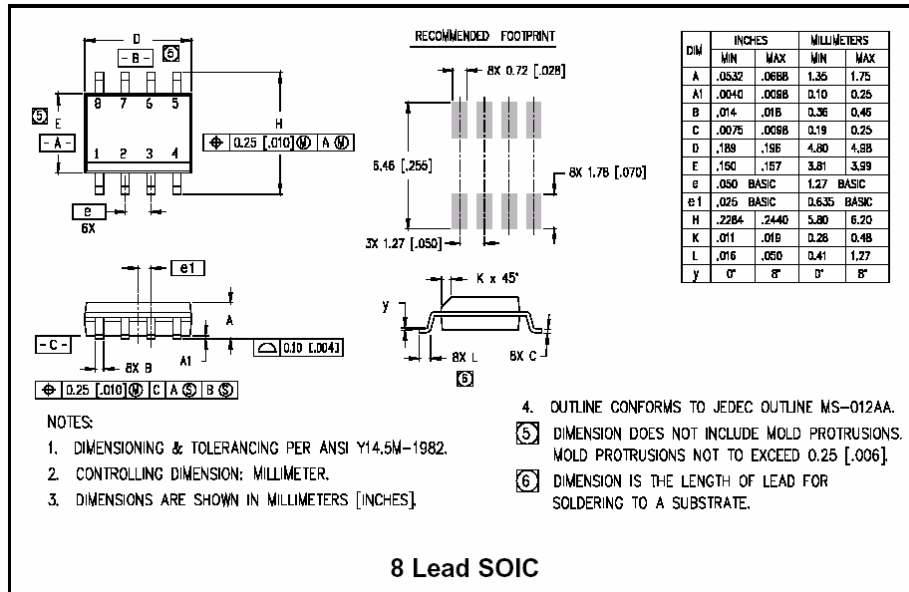 D
- B -
5
8 7 6 5
5
E
- A -
1 2 3 4
H
⌖ 0.25 [.010] Ⓜ A Ⓜ
e
6X
RECOMMENDED FOOTPRINT
8X 0.72 [.028]
6.46 [.255]
8X 1.78 [.070]
3X 1.27 [.050]
DIM INCHES MILLIMETERS
MIN MAX MIN MAX
A .0532 .0688 1.35 1.75
A1 .0040 .0098 0.10 0.25
B .014 .018 0.36 0.46
C .0075 .0098 0.19 0.25
D .189 .196 4.80 4.98
E .150 .157 3.81 3.99
e .050 BASIC 1.27 BASIC
e1 .025 BASIC 0.635 BASIC
H .2284 .2440 5.80 6.20
K .011 .019 0.28 0.48
L .016 .050 0.41 1.27
y 0° 8° 0° 8°
e1
A
- C -
8X B
A1
⌓ 0.10 [.004]
⌖ 0.25 [.010] Ⓜ C A Ⓢ B Ⓢ
K x 45°
y
8X L
6
8X C
NOTES:
1. DIMENSIONING & TOLERANCING PER ANSI Y14.5M-1982.
2. CONTROLLING DIMENSION: MILLIMETER.
3. DIMENSIONS ARE SHOWN IN MILLIMETERS [INCHES].
4. OUTLINE CONFORMS TO JEDEC OUTLINE MS-012AA.
5 DIMENSION DOES NOT INCLUDE MOLD PROTRUSIONS.
MOLD PROTRUSIONS NOT TO EXCEED 0.25 [.006].
6 DIMENSION IS THE LENGTH OF LEAD FOR
SOLDERING TO A SUBSTRATE.
8 Lead SOIC